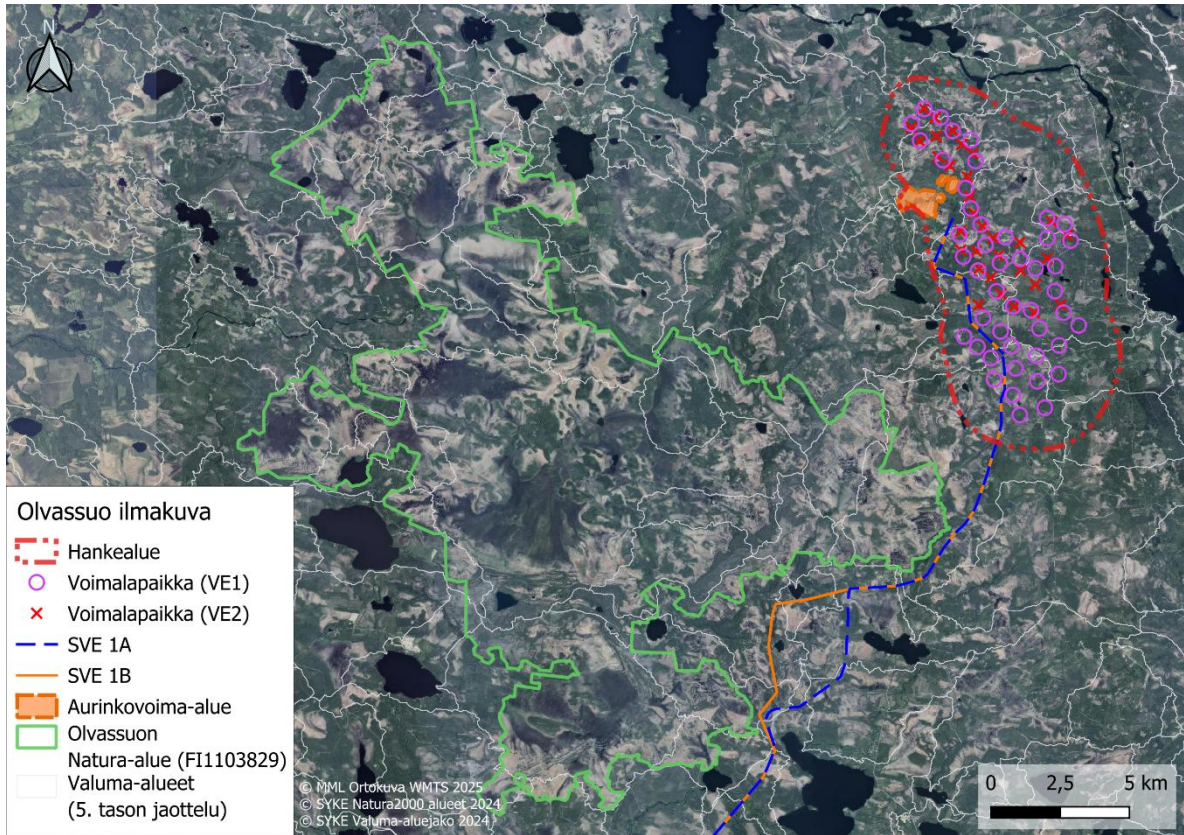 N
Olvassuo ilmakuva
Hankealue
Voimalapaikka (VE1)
Voimalapaikka (VE2)
SVE 1A
SVE 1B
Aurinkovoima-alue
Olvassuon
Natura-alue (FI1103829)
Valuma-alueet
(5. tason jaottelu)
© MML Ortokuva WMTS 2025
© SYKE Natura2000 alueet 2024
© SYKE Valuma-aluejako 2024
0 2,5 5 km